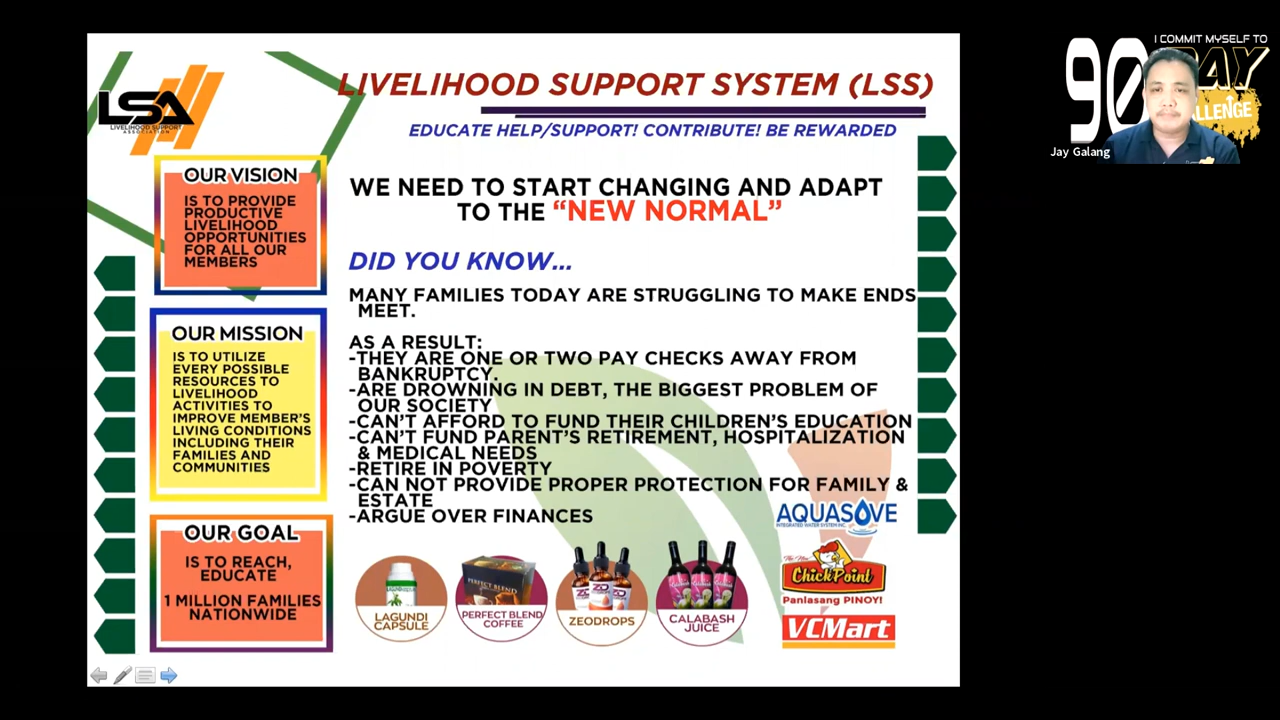 LSA
LIVELIHOOD SUPPORT
ASSOCIATION
LIVELIHOOD SUPPORT SYSTEM (LSS)
EDUCATE HELP/SUPPORT! CONTRIBUTE! BE REWARDED
OUR VISION
IS TO PROVIDE
PRODUCTIVE
LIVELIHOOD
OPPORTUNITIES
FOR ALL OUR
MEMBERS
OUR MISSION
IS TO UTILIZE
EVERY POSSIBLE
RESOURCES TO
LIVELIHOOD
ACTIVITIES TO
IMPROVE MEMBER'S
LIVING CONDITIONS
INCLUDING THEIR
FAMILIES AND
COMMUNITIES
OUR GOAL
IS TO REACH,
EDUCATE
1 MILLION FAMILIES
NATIONWIDE
WE NEED TO START CHANGING AND ADAPT
TO THE “NEW NORMAL”
DID YOU KNOW...
MANY FAMILIES TODAY ARE STRUGGLING TO MAKE ENDS
MEET.
AS A RESULT:
-THEY ARE ONE OR TWO PAY CHECKS AWAY FROM
BANKRUPTCY.
-ARE DROWNING IN DEBT, THE BIGGEST PROBLEM OF
OUR SOCIETY
-CAN'T AFFORD TO FUND THEIR CHILDREN'S EDUCATION
-CAN'T FUND PARENT'S RETIREMENT, HOSPITALIZATION
& MEDICAL NEEDS
-RETIRE IN POVERTY
-CAN NOT PROVIDE PROPER PROTECTION FOR FAMILY &
ESTATE
-ARGUE OVER FINANCES
LAGUNDI
CAPSULE
PERFECT BLEND
PERFECT BLEND
COFFEE
ZD
ZEODROPS
CALABASH
JUICE
AQUASOVE
INTEGRATED WATER SYSTEM INC.
The New
ChickPoint
Panlasang PINOY!
VCMart
I COMMIT MYSELF TO
90 DAY
CHALLENGE
Jay Galang